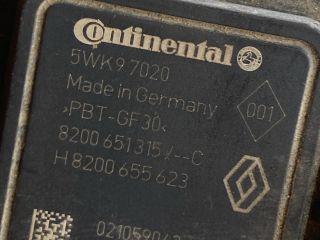 Continental
5WK9 7020
Made in Germany
001
>PBT-GF30<
8200 651 315 /--C
H 8200 655 623